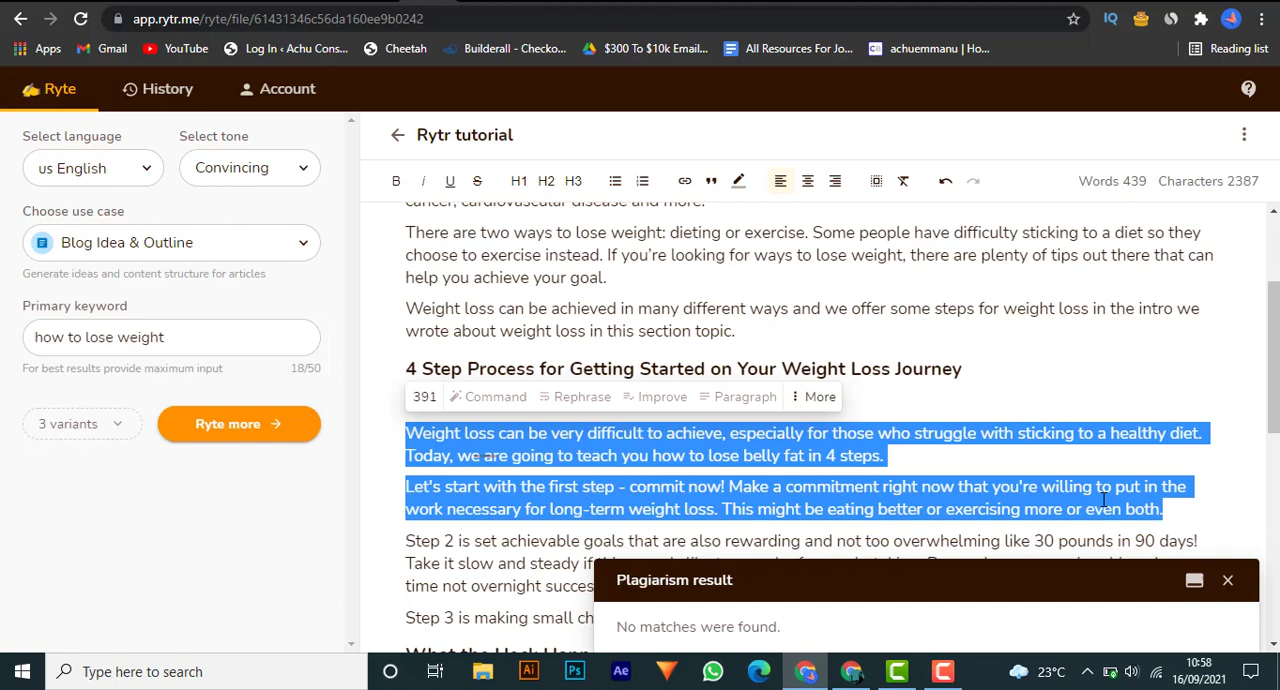 app.rytr.me/ryte/file/61431346c56da160ee9b0242
Apps Gmail YouTube Log In ‹ Achu Cons... Cheetah Builderall - Checko... $300 To $10k Email... All Resources For Jo... achuemmanu | Ho... Reading list
Ryte History Account
Select language Select tone
us English Convincing
Choose use case
Blog Idea & Outline
Generate ideas and content structure for articles
Primary keyword
how to lose weight
For best results provide maximum input 18/50
3 variants Ryte more
Rytr tutorial
B i U S H1 H2 H3 Words 439 Characters 2387
cancer, cardiovascular disease and more.
There are two ways to lose weight: dieting or exercise. Some people have difficulty sticking to a diet so they
choose to exercise instead. If you're looking for ways to lose weight, there are plenty of tips out there that can
help you achieve your goal.
Weight loss can be achieved in many different ways and we offer some steps for weight loss in the intro we
wrote about weight loss in this section topic.
4 Step Process for Getting Started on Your Weight Loss Journey
391 Command Rephrase Improve Paragraph More
Weight loss can be very difficult to achieve, especially for those who struggle with sticking to a healthy diet.
Today, we are going to teach you how to lose belly fat in 4 steps.
Let's start with the first step - commit now! Make a commitment right now that you're willing to put in the
work necessary for long-term weight loss. This might be eating better or exercising more or even both.
Step 2 is set achievable goals that are also rewarding and not too overwhelming like 30 pounds in 90 days!
Take it slow and steady if
time not overnight succes
Step 3 is making small ch
Plagiarism result
No matches were found.
Type here to search
23°C
10:58
16/09/2021
IQ
Ai Ps Ae